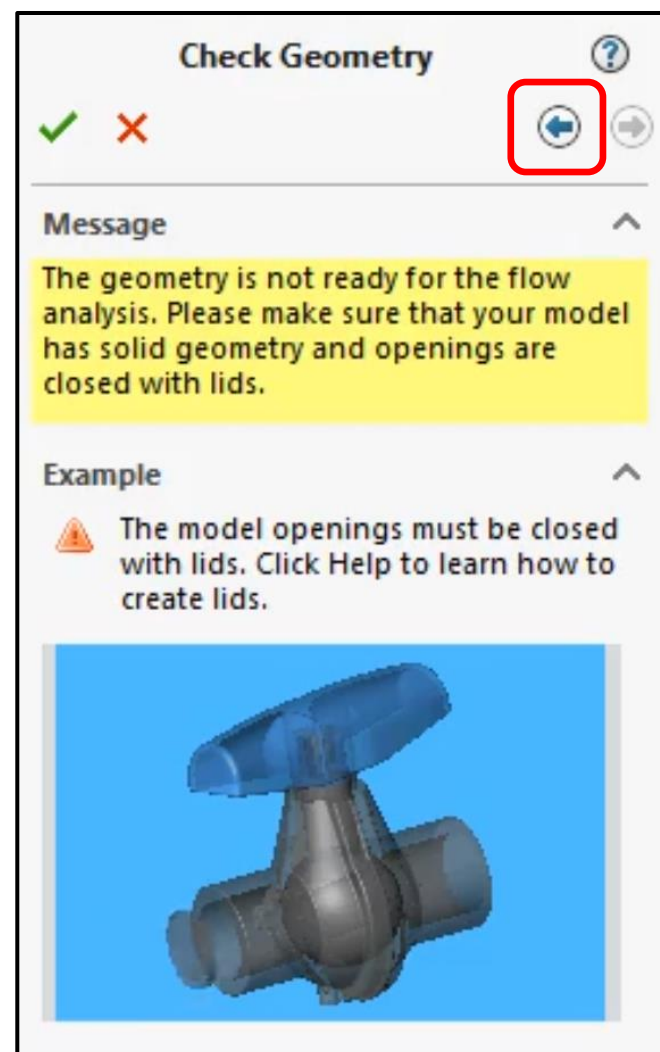 Check Geometry
?
Message
The geometry is not ready for the flow
analysis. Please make sure that your model
has solid geometry and openings are
closed with lids.
Example
The model openings must be closed
with lids. Click Help to learn how to
create lids.